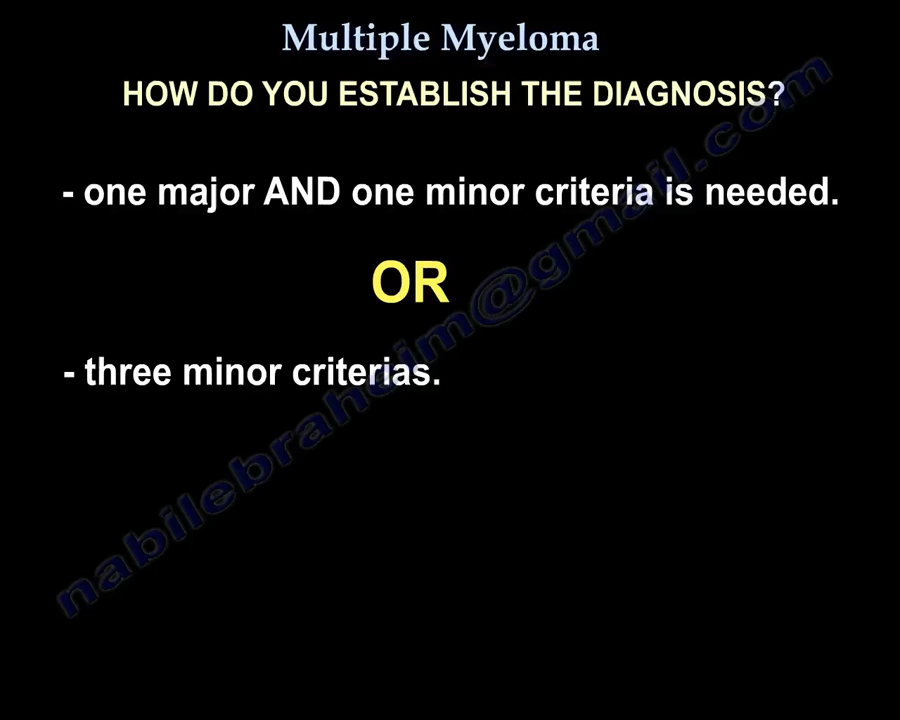 Multiple Myeloma
HOW DO YOU ESTABLISH THE DIAGNOSIS?
- one major AND one minor criteria is needed.
OR
- three minor criterias.
nabilebraheim@gmail.com